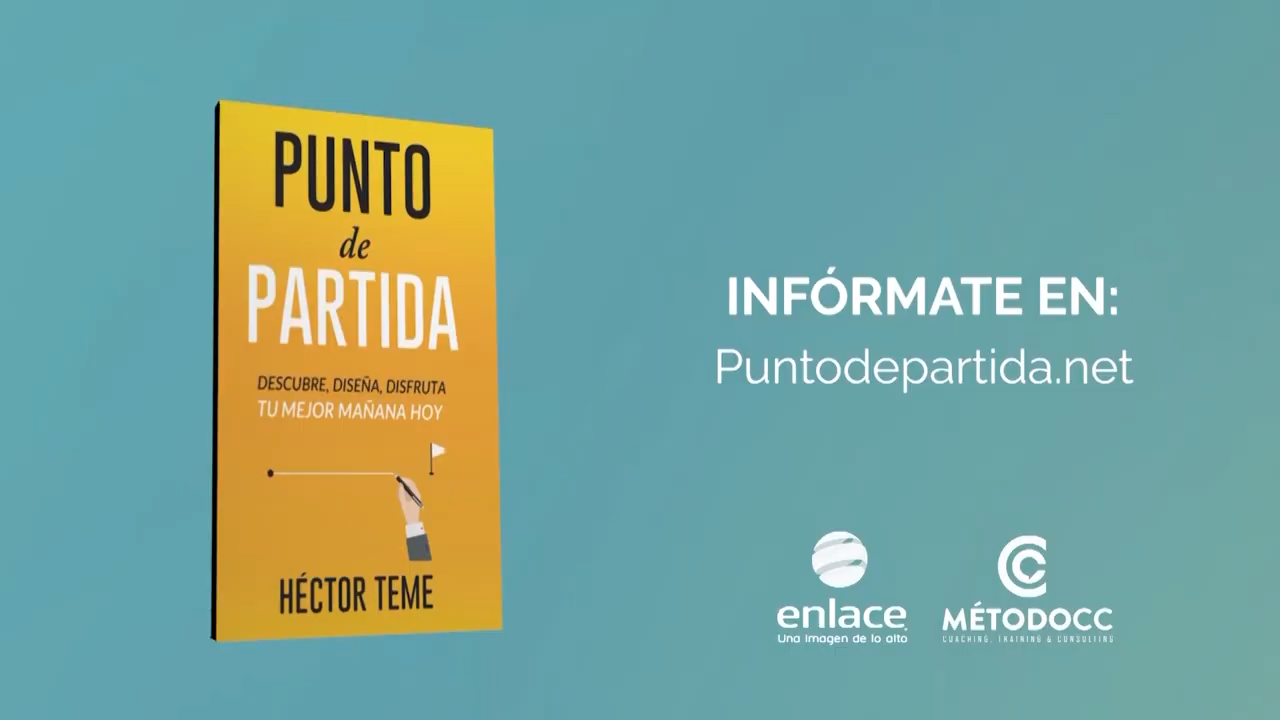 PUNTO
de
PARTIDA
DESCUBRE, DISEÑA, DISFRUTA
TU MEJOR MAÑANA HOY
HÉCTOR TEME
INFÓRMATE EN:
Puntodepartida.net
enlace
Una imagen de lo alto
MÉTODOCC
COACHING, TRAINING & CONSULTING